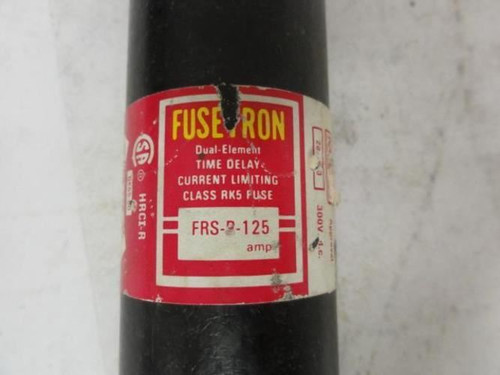 FUSETRON
Dual-Element
TIME DELAY-
CURRENT LIMITING
CLASS RK5 FUSE
FRS-R-125
amp
HRCI-R
300V